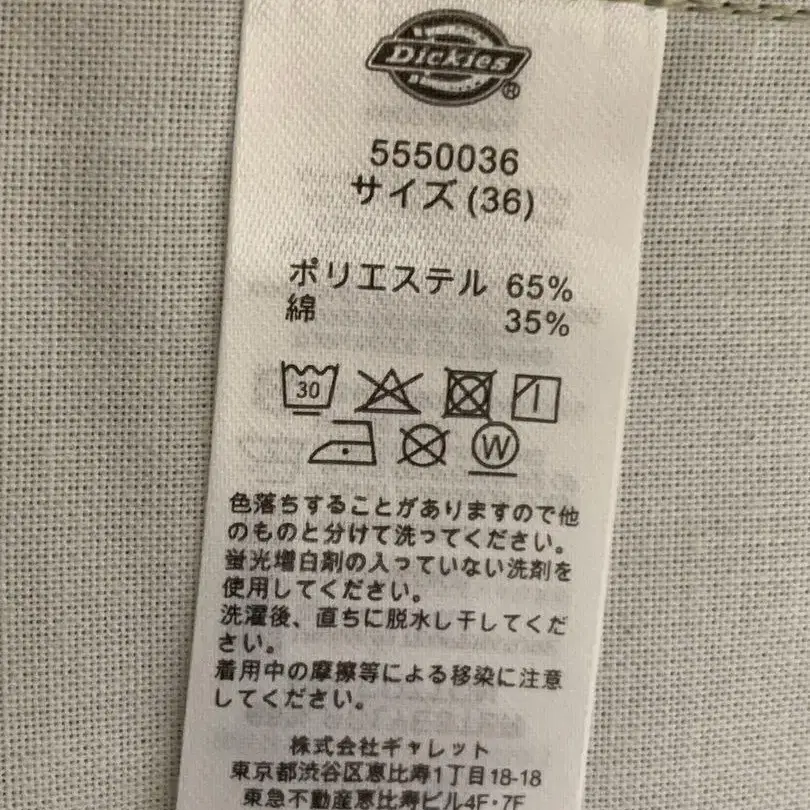 Dickies®
5550036
サイズ (36)
ポリエステル 65%
綿 35%
30
W
色落ちすることがありますので他
のものと分けて洗ってください。
蛍光増白剤の入っていない洗剤を
使用してください。
洗濯後、直ちに脱水し干してくだ
さい。
着用中の摩擦等による移染に注意
してください。
株式会社ギャレット
東京都渋谷区恵比寿1丁目18-18
東急不動産恵比寿ビル4F・7F